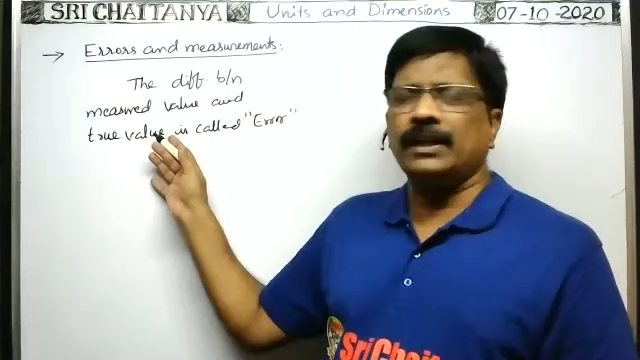 SRI CHAITANYA Units and Dimensions 07-10-2020
→ Errors and measurements:
The diff b/n
measured value and
true value is called "Error"
SriChait